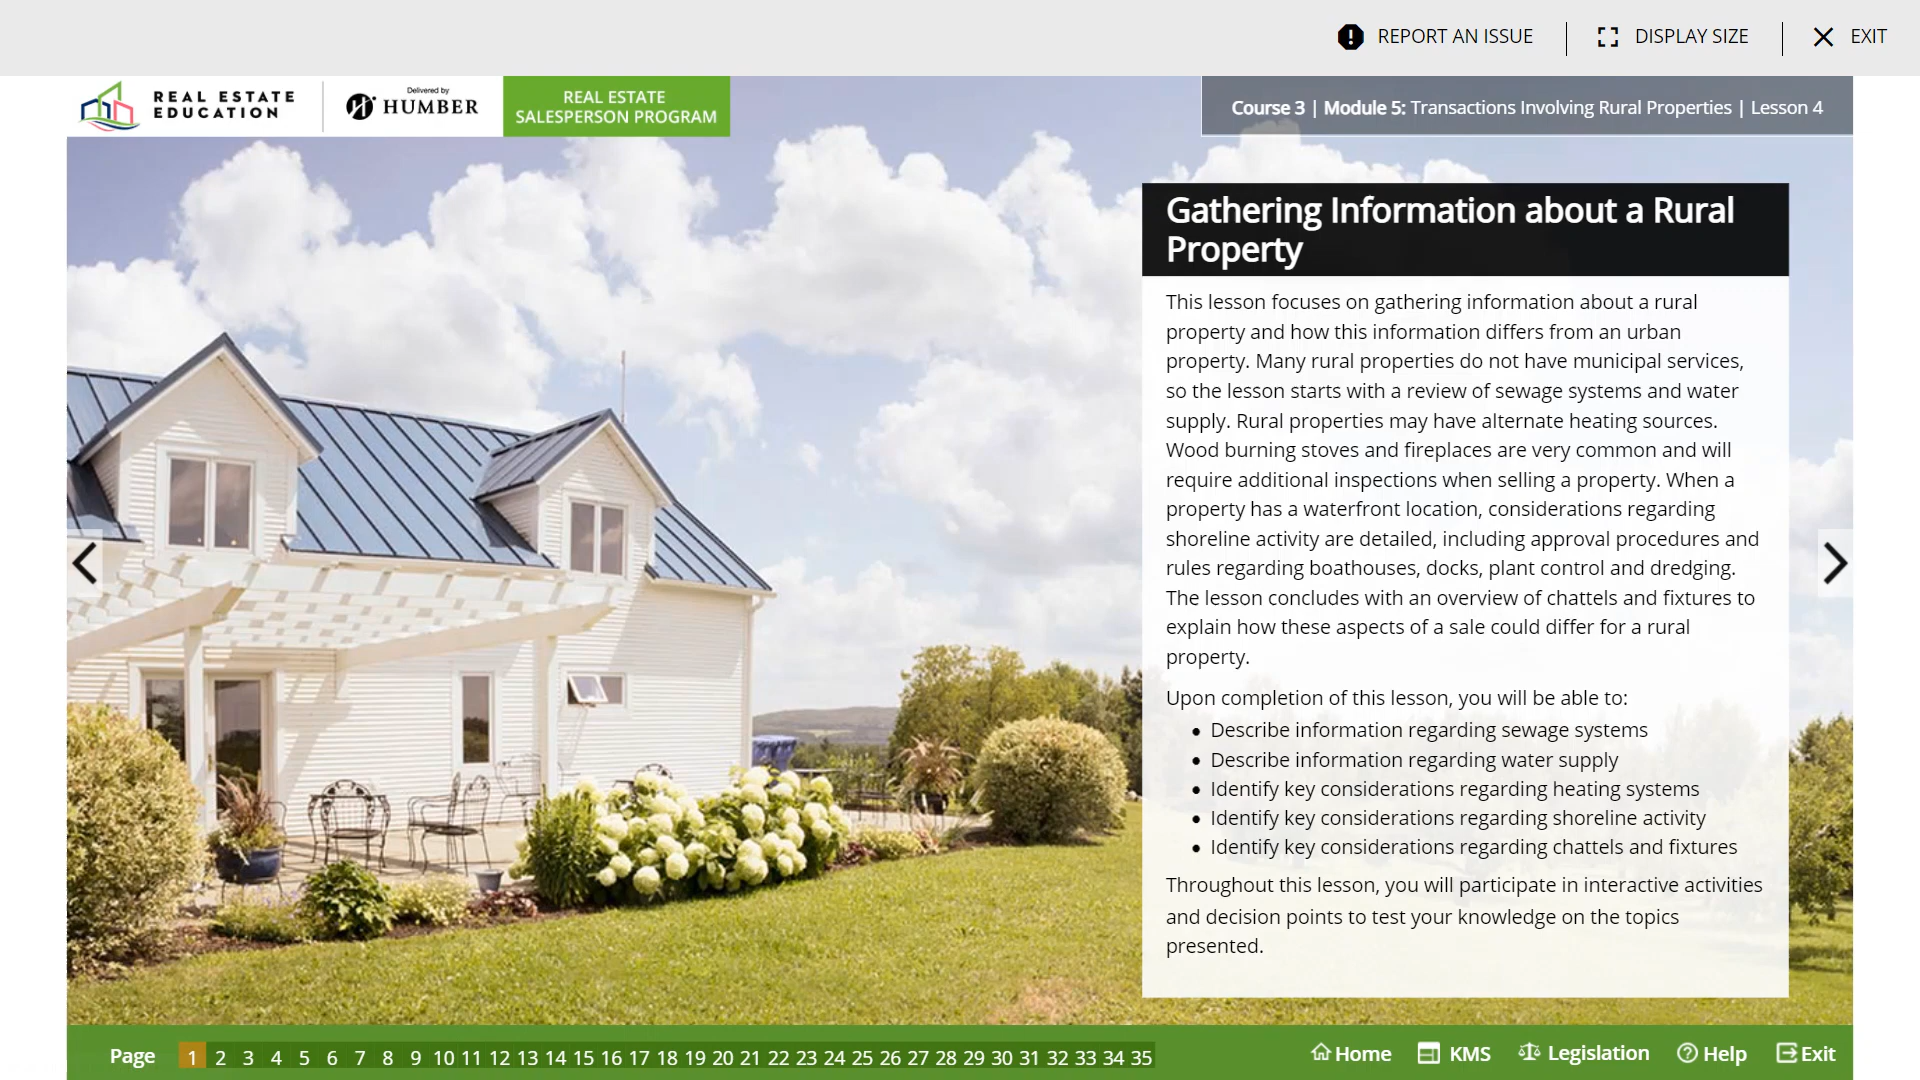 REPORT AN ISSUE
DISPLAY SIZE
EXIT
REAL ESTATE
EDUCATION
Delivered by
HUMBER
REAL ESTATE
SALESPERSON PROGRAM
Course 3 | Module 5: Transactions Involving Rural Properties | Lesson 4
Gathering Information about a Rural
Property
This lesson focuses on gathering information about a rural
property and how this information differs from an urban
property. Many rural properties do not have municipal services,
so the lesson starts with a review of sewage systems and water
supply. Rural properties may have alternate heating sources.
Wood burning stoves and fireplaces are very common and will
require additional inspections when selling a property. When a
property has a waterfront location, considerations regarding
shoreline activity are detailed, including approval procedures and
rules regarding boathouses, docks, plant control and dredging.
The lesson concludes with an overview of chattels and fixtures to
explain how these aspects of a sale could differ for a rural
property.
Upon completion of this lesson, you will be able to:
• Describe information regarding sewage systems
• Describe information regarding water supply
• Identify key considerations regarding heating systems
• Identify key considerations regarding shoreline activity
• Identify key considerations regarding chattels and fixtures
Throughout this lesson, you will participate in interactive activities
and decision points to test your knowledge on the topics
presented.
Page 1 2 3 4 5 6 7 8 9 10 11 12 13 14 15 16 17 18 19 20 21 22 23 24 25 26 27 28 29 30 31 32 33 34 35
Home KMS Legislation Help Exit